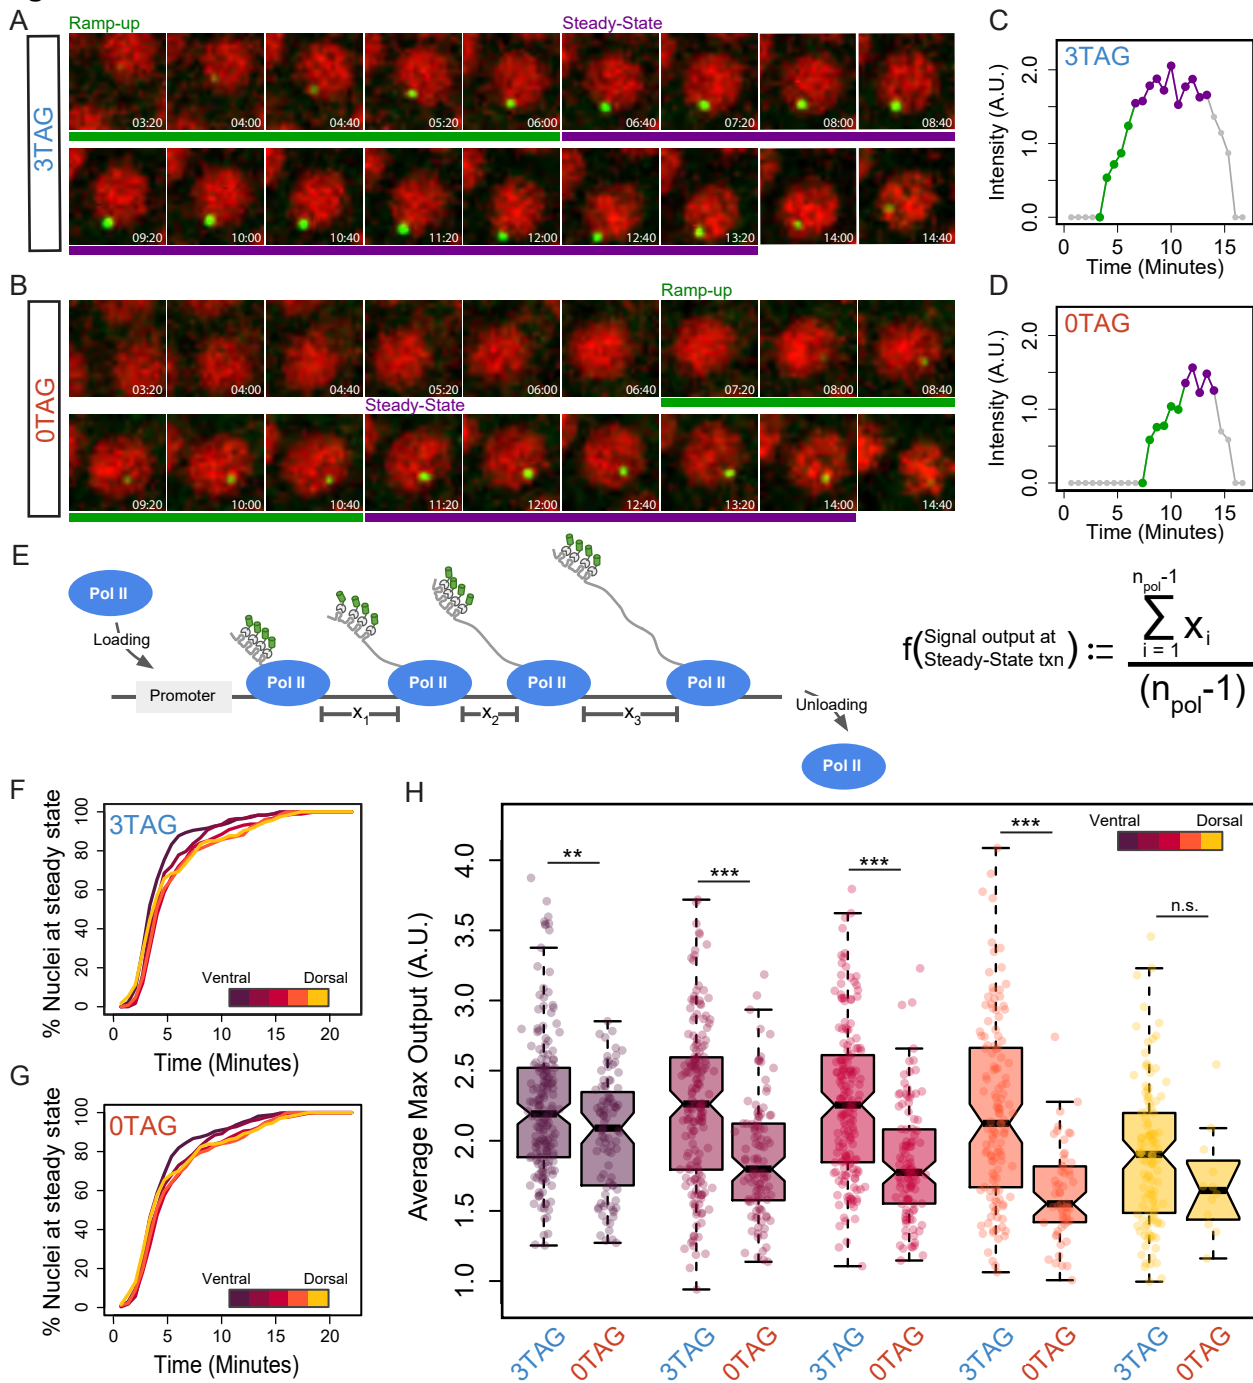 A
Ramp-up
Steady-State
3TAG
03:20 04:00 04:40 05:20 06:00 06:40 07:20 08:00 08:40
09:20 10:00 10:40 11:20 12:00 12:40 13:20 14:00 14:40
B
Ramp-up
0TAG
03:20 04:00 04:40 05:20 06:00 06:40 07:20 08:00 08:40
Steady-State
09:20 10:00 10:40 11:20 12:00 12:40 13:20 14:00 14:40
C
3TAG
Intensity (A.U.)
0.0 1.0 2.0
0 5 10 15
Time (Minutes)
D
0TAG
Intensity (A.U.)
0.0 1.0 2.0
0 5 10 15
Time (Minutes)
E
Pol II
Loading
Promoter
Pol II Pol II Pol II Pol II
x1 x2 x3
Unloading
Pol II
f(Signal output at Steady-State txn) := 
npol-1
∑ xi
i = 1
(npol-1)
F
3TAG
% Nuclei at steady state
0 20 40 60 80 100
Ventral Dorsal
0 5 10 15 20
Time (Minutes)
G
0TAG
% Nuclei at steady state
0 20 40 60 80 100
Ventral Dorsal
0 5 10 15 20
Time (Minutes)
H
Average Max Output (A.U.)
1.0 1.5 2.0 2.5 3.0 3.5 4.0
Ventral Dorsal
** *** *** *** n.s.
3TAG 0TAG 3TAG 0TAG 3TAG 0TAG 3TAG 0TAG 3TAG 0TAG